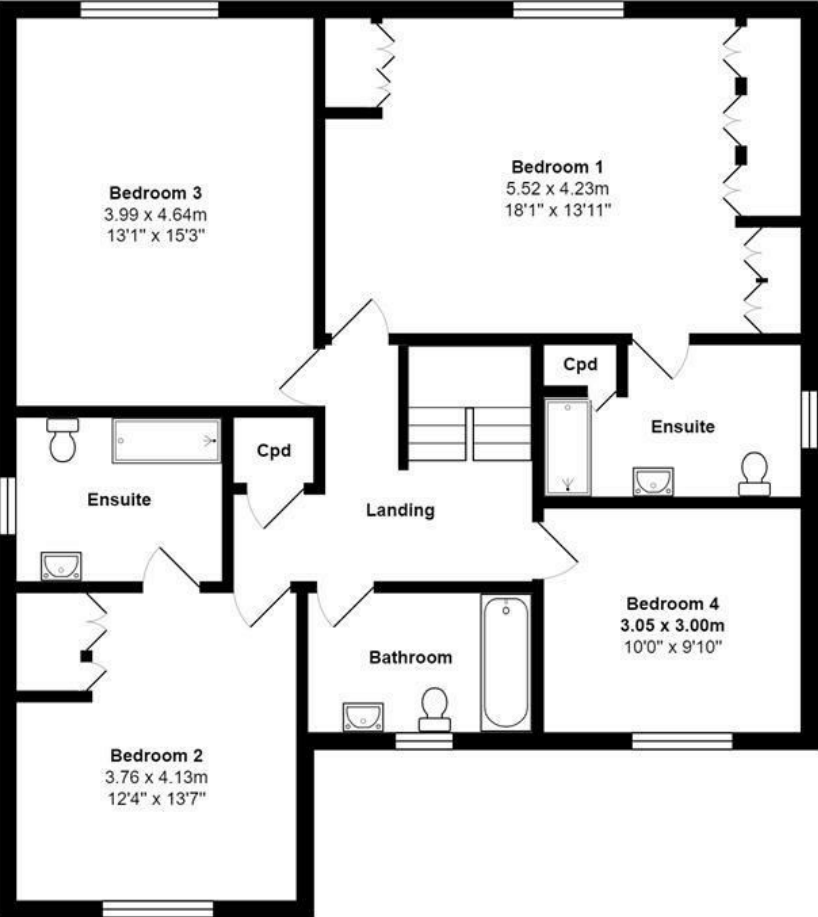 Bedroom 3
3.99 x 4.64m
13'1" x 15'3"
Bedroom 1
5.52 x 4.23m
18'1" x 13'11"
Cpd
Ensuite
Cpd
Ensuite
Landing
Bedroom 4
3.05 x 3.00m
10'0" x 9'10"
Bathroom
Bedroom 2
3.76 x 4.13m
12'4" x 13'7"